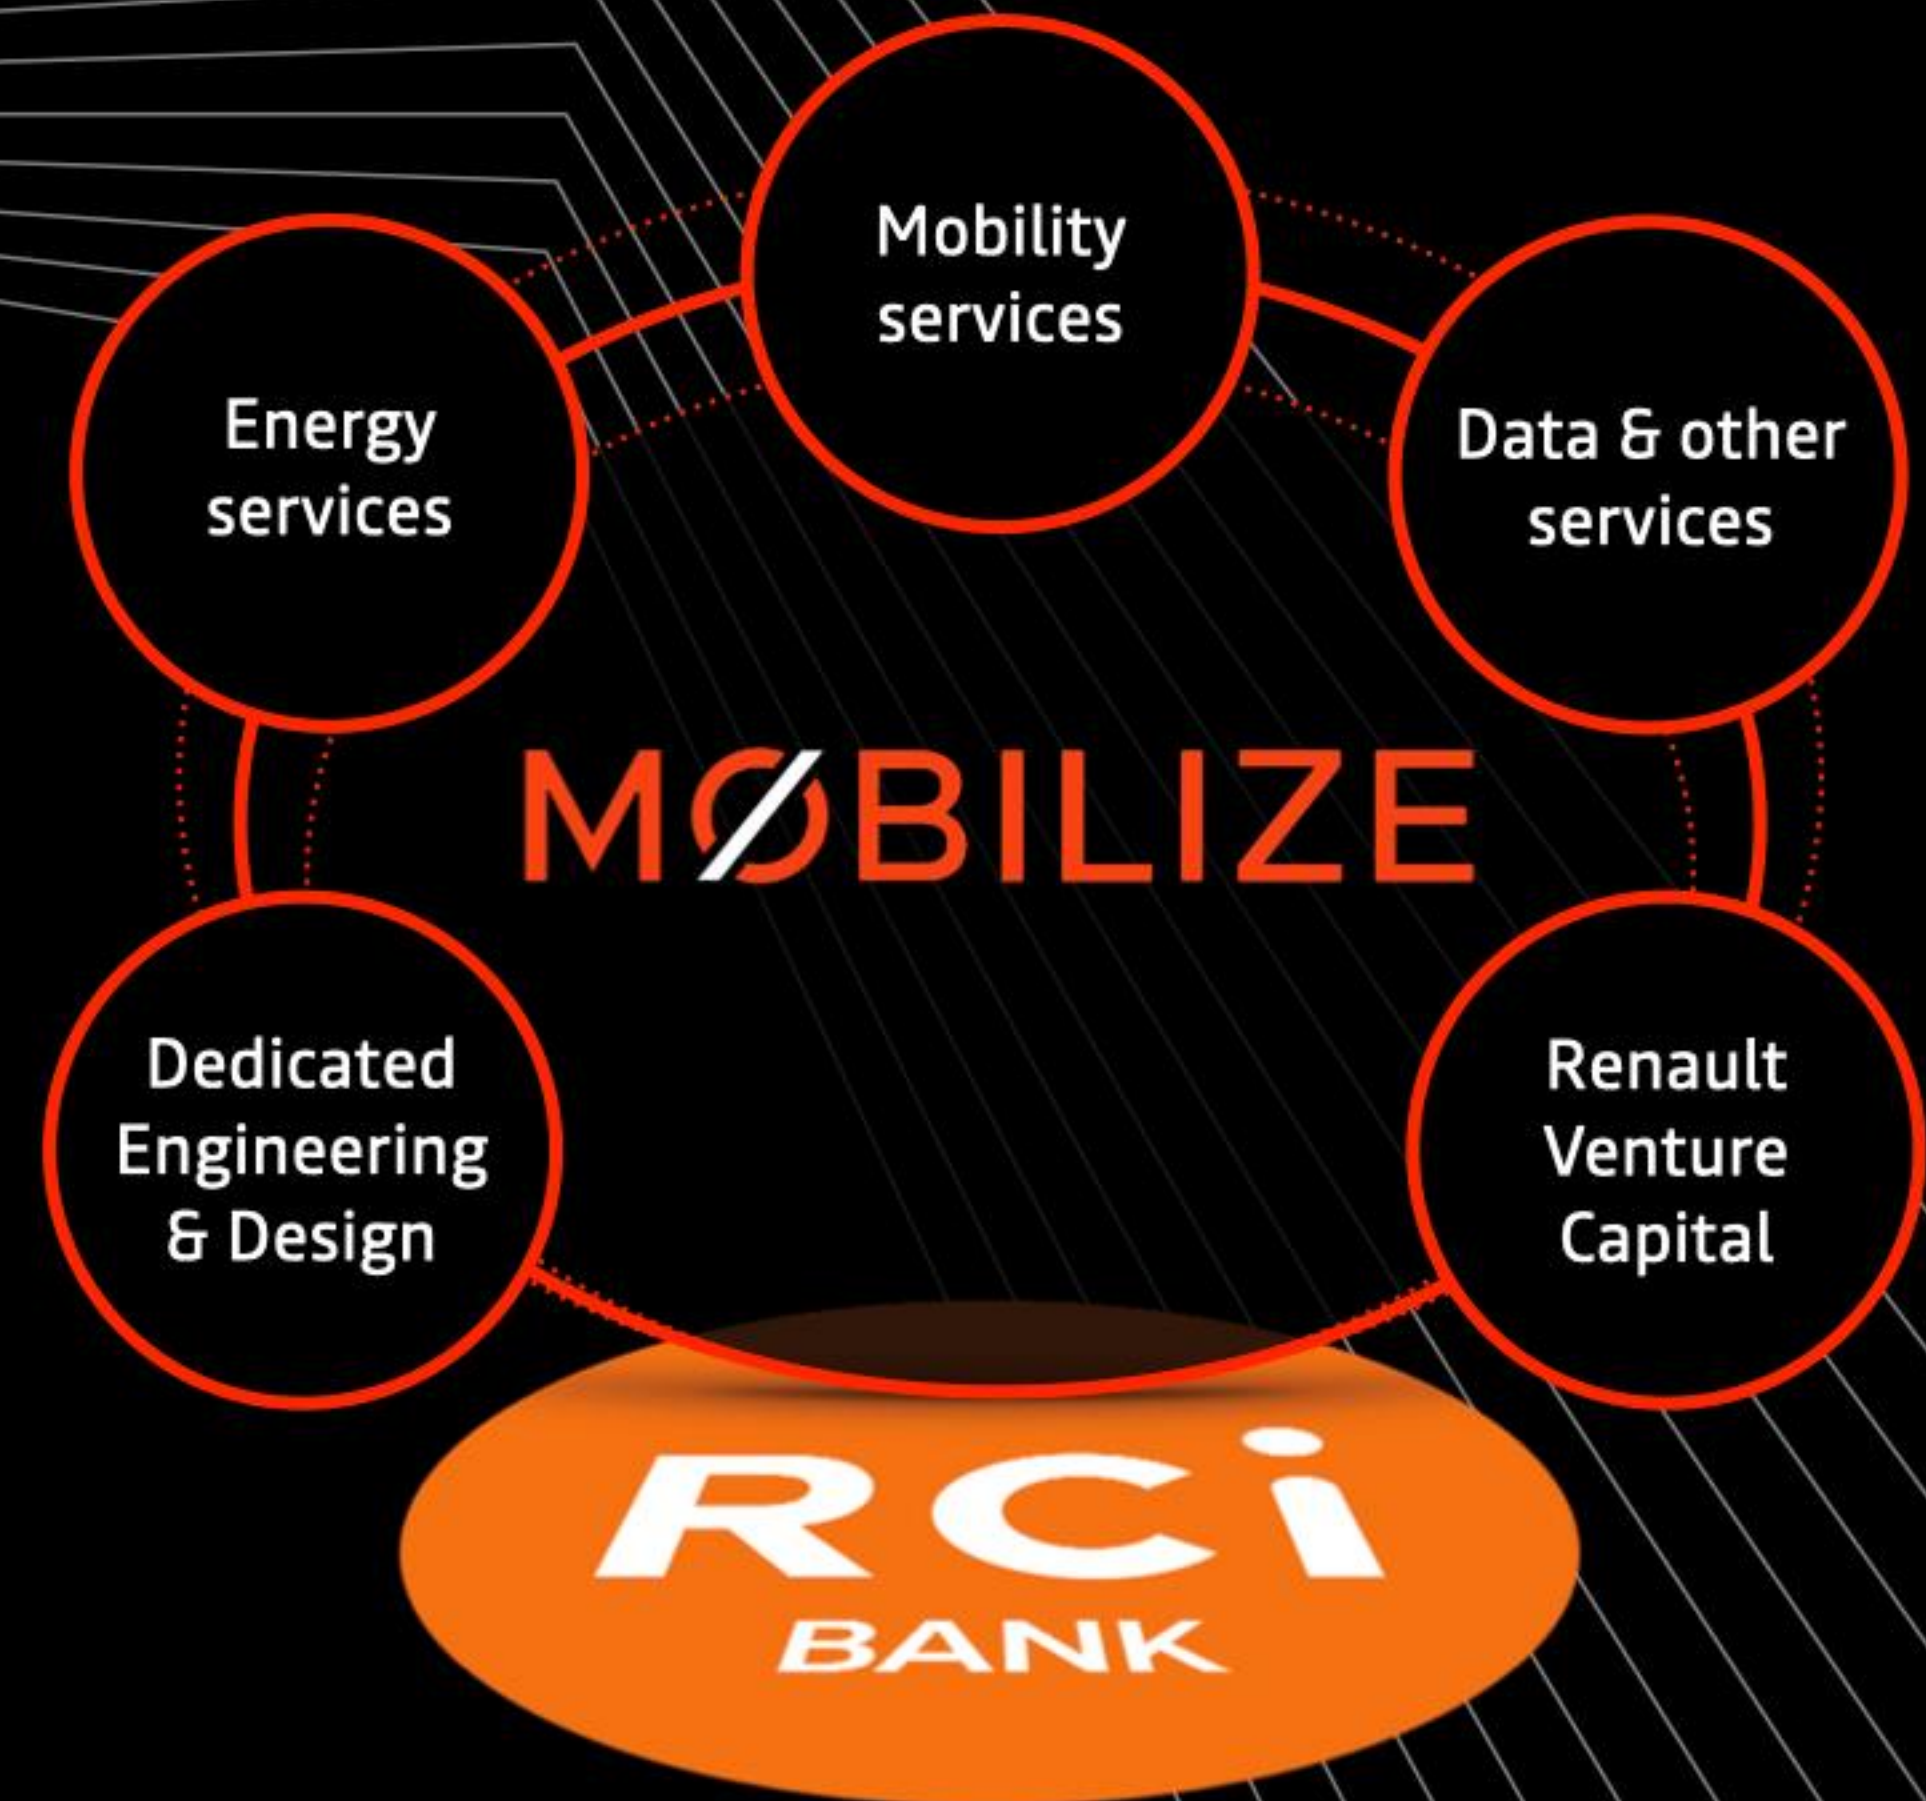 Mobility
services
Energy
services
Data & other
services
MØBILIZE
Dedicated
Engineering
& Design
Renault
Venture
Capital
RCi
BANK